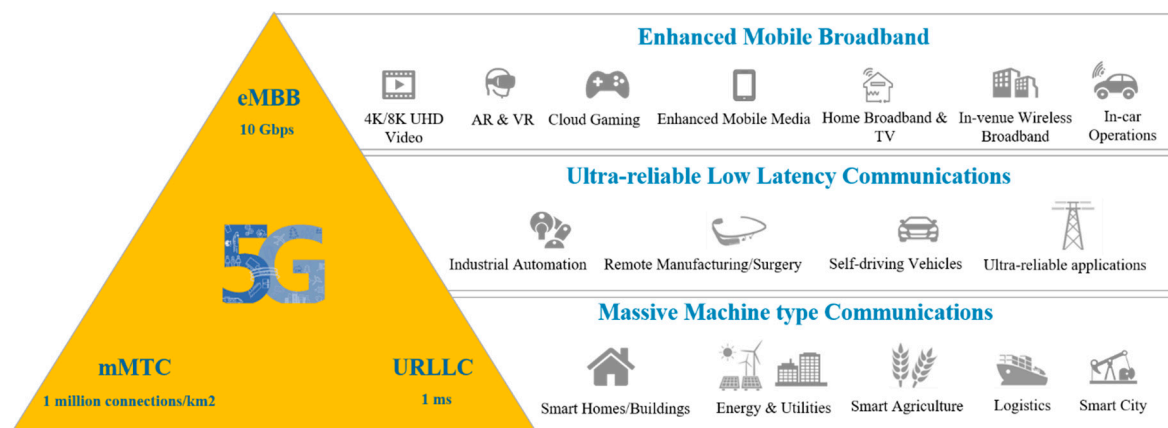 eMBB
10 Gbps
5G
mMTC
1 million connections/km2
URLLC
1 ms
Enhanced Mobile Broadband
4K/8K UHD
Video
AR & VR
Cloud Gaming
Enhanced Mobile Media
Home Broadband &
TV
In-venue Wireless
Broadband
In-car
Operations
Ultra-reliable Low Latency Communications
Industrial Automation
Remote Manufacturing/Surgery
Self-driving Vehicles
Ultra-reliable applications
Massive Machine type Communications
Smart Homes/Buildings
Energy & Utilities
Smart Agriculture
Logistics
Smart City